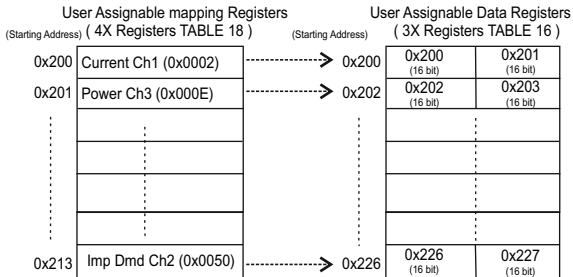 User Assignable mapping Registers
(Starting Address) ( 4X Registers TABLE 18 )
User Assignable Data Registers
(Starting Address) ( 3X Registers TABLE 16 )
0x200 Current Ch1 (0x0002) 0x200 0x200 (16 bit) 0x201 (16 bit)
0x201 Power Ch3 (0x000E) 0x202 0x202 (16 bit) 0x203 (16 bit)
0x213 Imp Dmd Ch2 (0x0050) 0x226 0x226 (16 bit) 0x227 (16 bit)